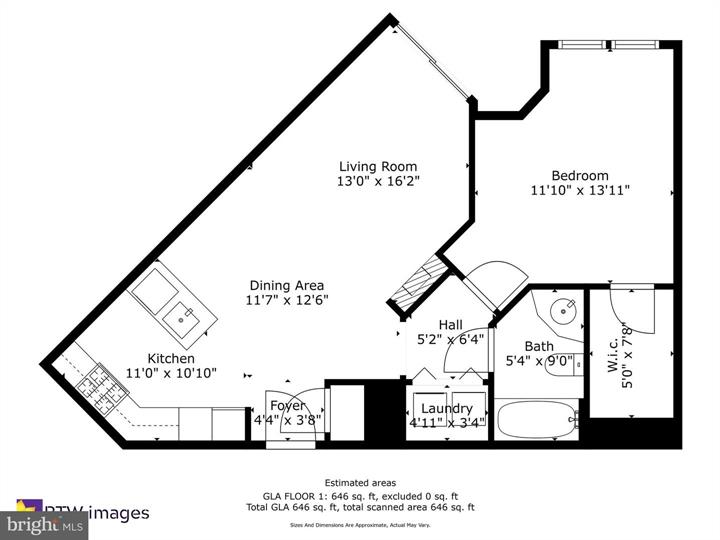 Living Room
13'0" x 16'2"
Bedroom
11'10" x 13'11"
Dining Area
11'7" x 12'6"
Hall
5'2" x 6'4"
Bath
5'4" x 9'0"
W.i.c.
5'0" x 7'8"
Kitchen
11'0" x 10'10"
Foyer
4'4" x 3'8"
Laundry
4'11" x 3'4"
Estimated areas
GLA FLOOR 1: 646 sq. ft, excluded 0 sq. ft
Total GLA 646 sq. ft, total scanned area 646 sq. ft
Sizes And Dimensions Are Approximate, Actual May Vary.
RTW images
bright MLS